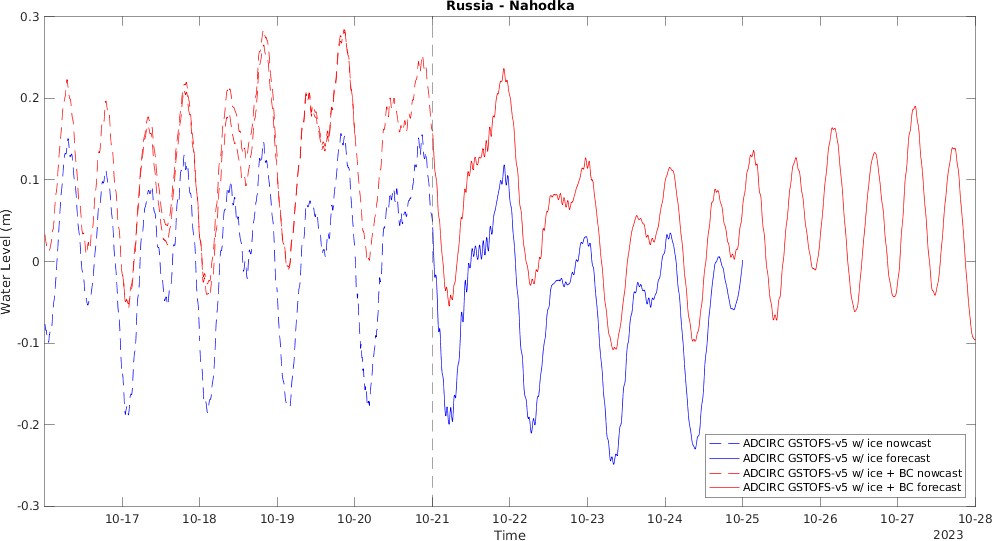 Russia - Nahodka
0.3
0.2
0.1
0
-0.1
-0.2
-0.3
Water Level (m)
ADCIRC GSTOFS-v5 w/ ice nowcast
ADCIRC GSTOFS-v5 w/ ice forecast
ADCIRC GSTOFS-v5 w/ ice + BC nowcast
ADCIRC GSTOFS-v5 w/ ice + BC forecast
10-17 10-18 10-19 10-20 10-21 10-22 10-23 10-24 10-25 10-26 10-27 10-28
Time
2023